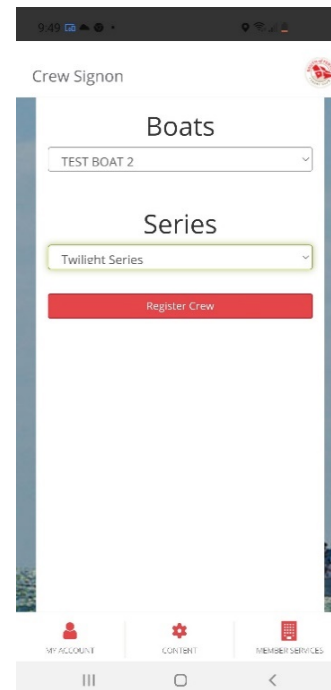 9:49
Crew Signon
Boats
TEST BOAT 2
Series
Twilight Series
Register Crew
MY ACCOUNT
CONTENT
MEMBER SERVICES